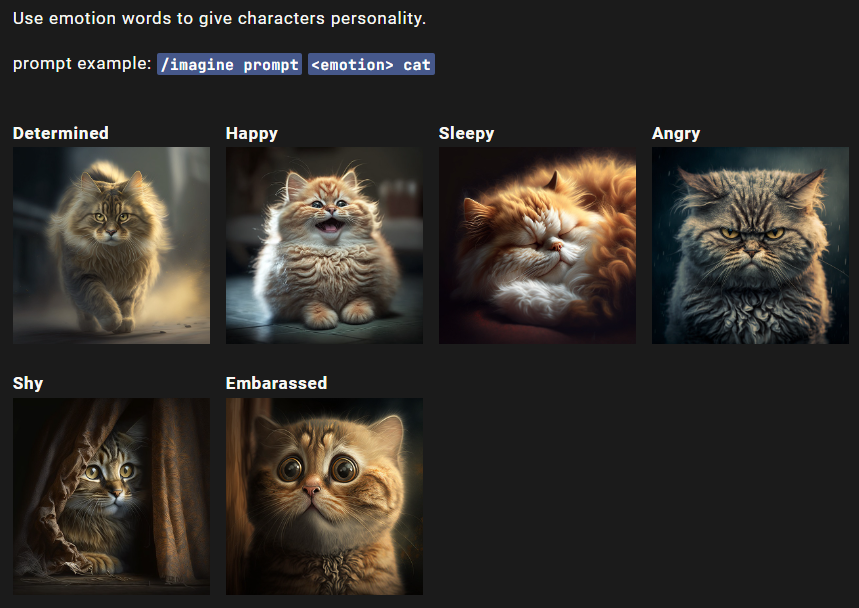 Use emotion words to give characters personality.
prompt example: /imagine prompt <emotion> cat
Determined
Happy
Sleepy
Angry
Shy
Embarassed